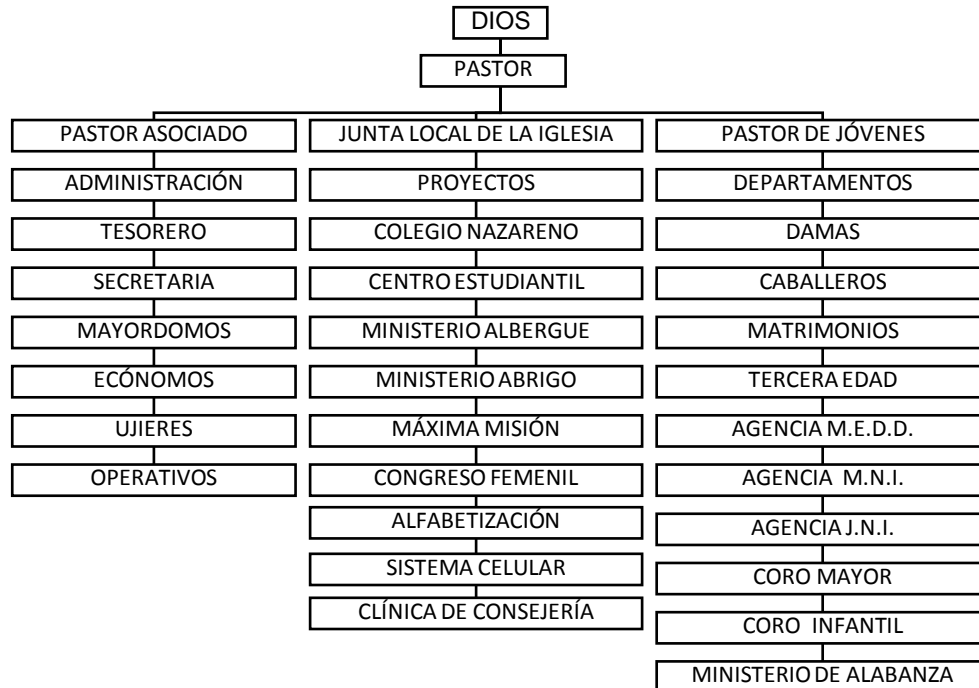 DIOS
PASTOR
PASTOR ASOCIADO
ADMINISTRACIÓN
TESORERO
SECRETARIA
MAYORDOMOS
ECÓNOMOS
UJIERES
OPERATIVOS
JUNTA LOCAL DE LA IGLESIA
PROYECTOS
COLEGIO NAZARENO
CENTRO ESTUDIANTIL
MINISTERIO ALBERGUE
MINISTERIO ABRIGO
MÁXIMA MISIÓN
CONGRESO FEMENIL
ALFABETIZACIÓN
SISTEMA CELULAR
CLÍNICA DE CONSEJERÍA
PASTOR DE JÓVENES
DEPARTAMENTOS
DAMAS
CABALLEROS
MATRIMONIOS
TERCERA EDAD
AGENCIA M.E.D.D.
AGENCIA M.N.I.
AGENCIA J.N.I.
CORO MAYOR
CORO INFANTIL
MINISTERIO DE ALABANZA